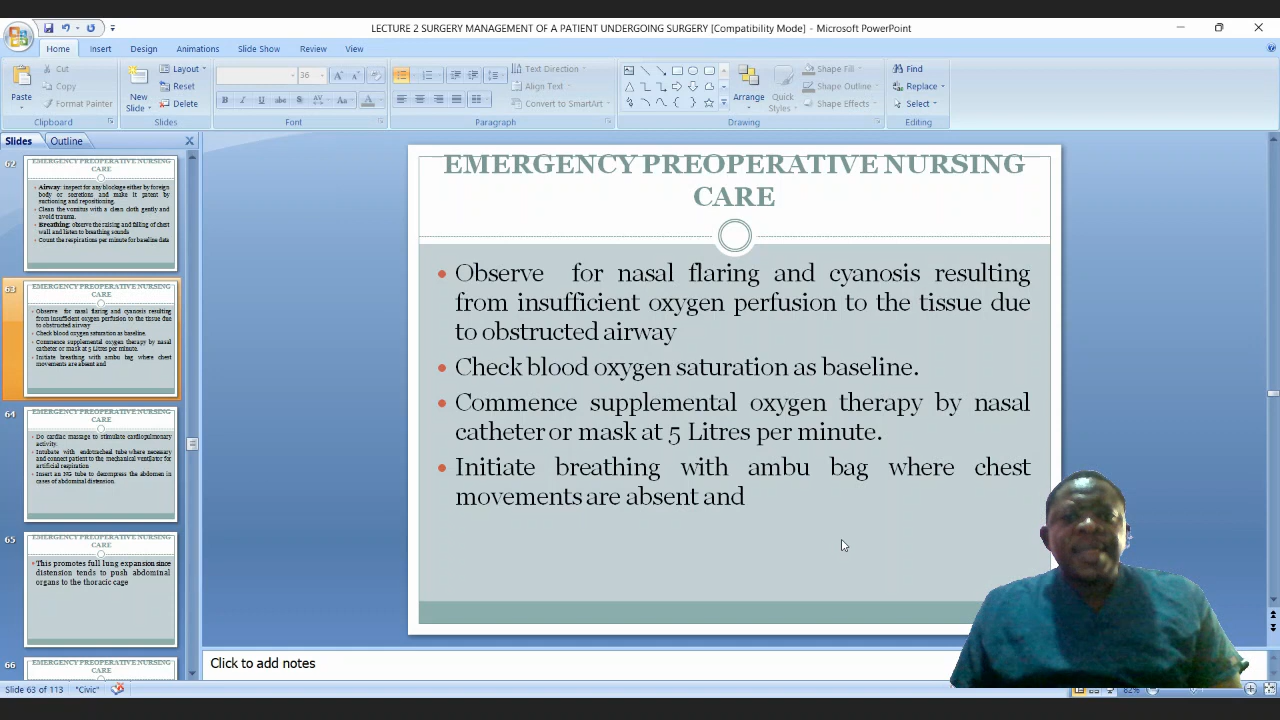 LECTURE 2 SURGERY MANAGEMENT OF A PATIENT UNDERGOING SURGERY [Compatibility Mode] - Microsoft PowerPoint
Home Insert Design Animations Slide Show Review View
Paste
Cut
Copy
Format Painter
Clipboard
New
Slide
Layout
Reset
Delete
Slides
36
B I U abc S AV Aa A
Font
Text Direction
Align Text
Convert to SmartArt
Paragraph
Arrange
Quick
Styles
Shape Fill
Shape Outline
Shape Effects
Drawing
Find
Replace
Select
Editing
Slides Outline
62
EMERGENCY PREOPERATIVE NURSING
CARE
Airway: inspect for any blockage either by foreign
body or secretions and make it patent by
suctioning and repositioning.
Clean the vomitus with a clean cloth gently and
avoid trauma.
Breathing: observe the raising and falling of chest
wall and listen to breathing sounds
Count the respirations per minute for baseline data
63
EMERGENCY PREOPERATIVE NURSING
CARE
Observe for nasal flaring and cyanosis resulting
from insufficient oxygen perfusion to the tissue due
to obstructed airway
Check blood oxygen saturation as baseline.
Commence supplemental oxygen therapy by nasal
catheter or mask at 5 Litres per minute.
Initiate breathing with ambu bag where chest
movements are absent and
64
EMERGENCY PREOPERATIVE NURSING
CARE
Do cardiac massage to stimulate cardiopulmonary
activity.
Intubate with endotracheal tube where necessary
and connect patient to the mechanical ventilator for
artificial respiration
Insert an NG tube to decompress the abdomen in
cases of abdominal distension.
65
EMERGENCY PREOPERATIVE NURSING
CARE
This promotes full lung expansion since
distension tends to push abdominal
organs to the thoracic cage
66
EMERGENCY PREOPERATIVE NURSING
CARE
EMERGENCY PREOPERATIVE NURSING
CARE
Observe for nasal flaring and cyanosis resulting
from insufficient oxygen perfusion to the tissue due
to obstructed airway
Check blood oxygen saturation as baseline.
Commence supplemental oxygen therapy by nasal
catheter or mask at 5 Litres per minute.
Initiate breathing with ambu bag where chest
movements are absent and
Click to add notes
Slide 63 of 113 "Civic" 82%